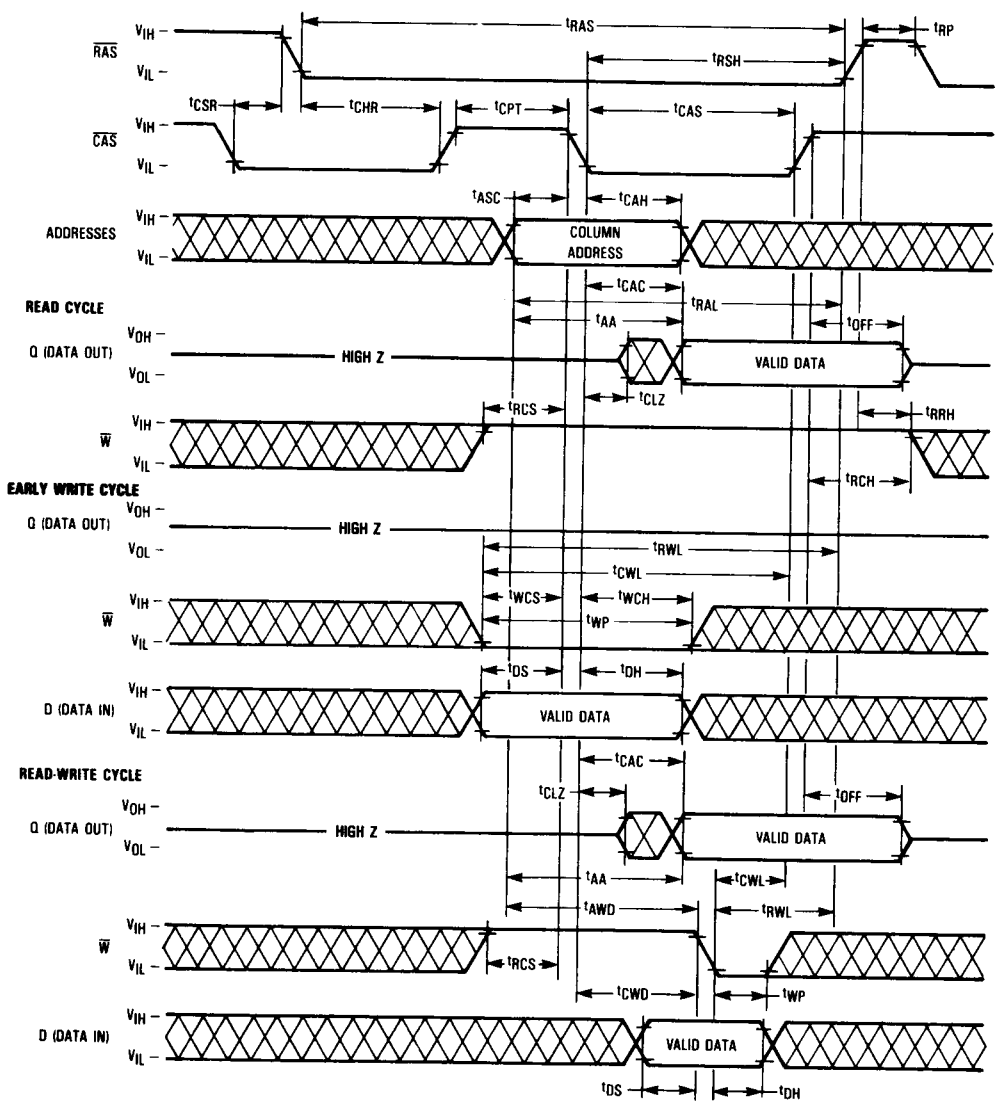 tRAS
tRP
VIH
RAS
tRSH
VIL
tCSR
tCHR
tCPT
tCAS
VIH
CAS
VIL
tASC
tCAH
VIH
ADDRESSES
COLUMN
ADDRESS
VIL
tCAC
tRAL
READ CYCLE
tAA
tOFF
VOH
Q (DATA OUT)
HIGH Z
VALID DATA
VOL
tCLZ
tRCS
tRRH
VIH
W
VIL
tRCH
EARLY WRITE CYCLE
VOH
Q (DATA OUT)
HIGH Z
VOL
tRWL
tCWL
tWCS
tWCH
VIH
W
tWP
VIL
tDS
tDH
VIH
D (DATA IN)
VALID DATA
VIL
tCAC
READ-WRITE CYCLE
tCLZ
tOFF
VOH
Q (DATA OUT)
HIGH Z
VALID DATA
VOL
tAA
tCWL
tAWD
tRWL
VIH
W
VIL
tRCS
tCWD
tWP
VIH
D (DATA IN)
VALID DATA
VIL
tDS
tDH